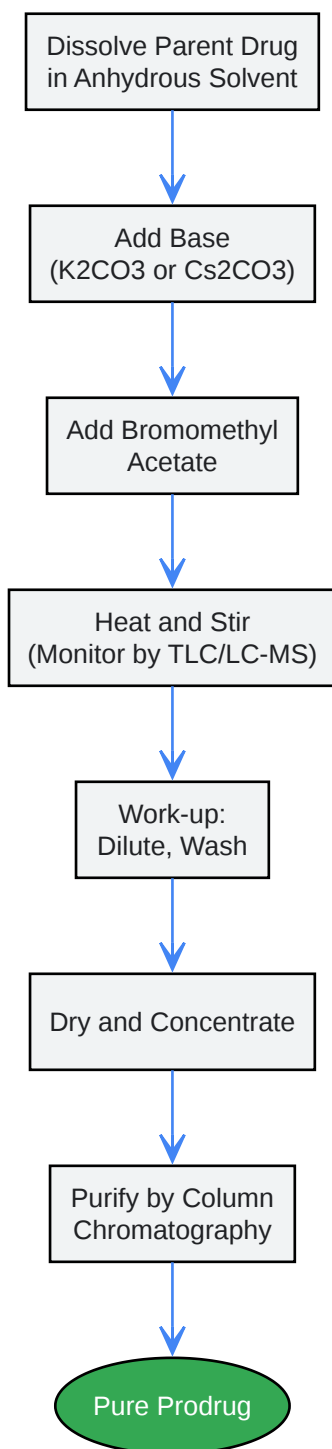 Dissolve Parent Drug
in Anhydrous Solvent
Add Base
(K2CO3 or Cs2CO3)
Add Bromomethyl
Acetate
Heat and Stir
(Monitor by TLC/LC-MS)
Work-up:
Dilute, Wash
Dry and Concentrate
Purify by Column
Chromatography
Pure Prodrug